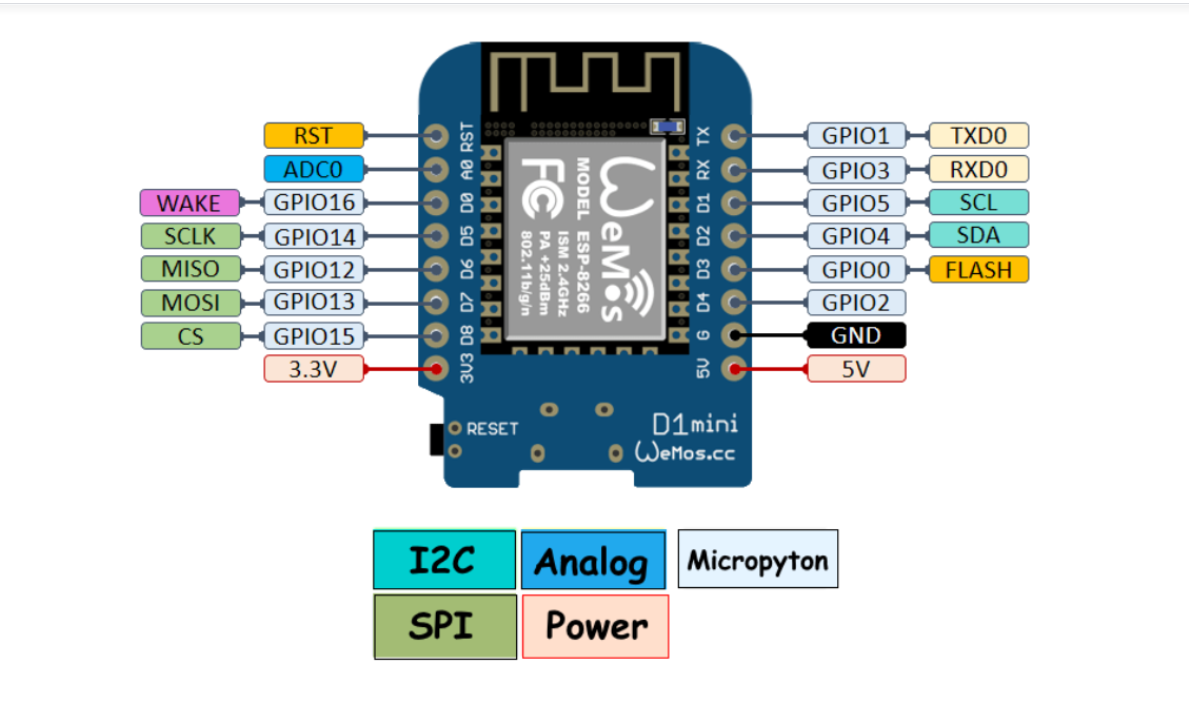 RST RST TX GPIO1 TXD0
ADC0 A0 RX GPIO3 RXD0
WAKE GPIO16 D0 D1 GPIO5 SCL
SCLK GPIO14 D5 D2 GPIO4 SDA
MISO GPIO12 D6 D3 GPIO0 FLASH
MOSI GPIO13 D7 D4 GPIO2
CS GPIO15 D8 G GND
3.3V 3V3 5V 5V
WeMos
MODEL ESP-8266
ISM 2.4GHz
PA +25dBm
802.11b/g/n
FC
RESET
D1mini
WeMos.cc
I2C Analog Micropyton
SPI Power